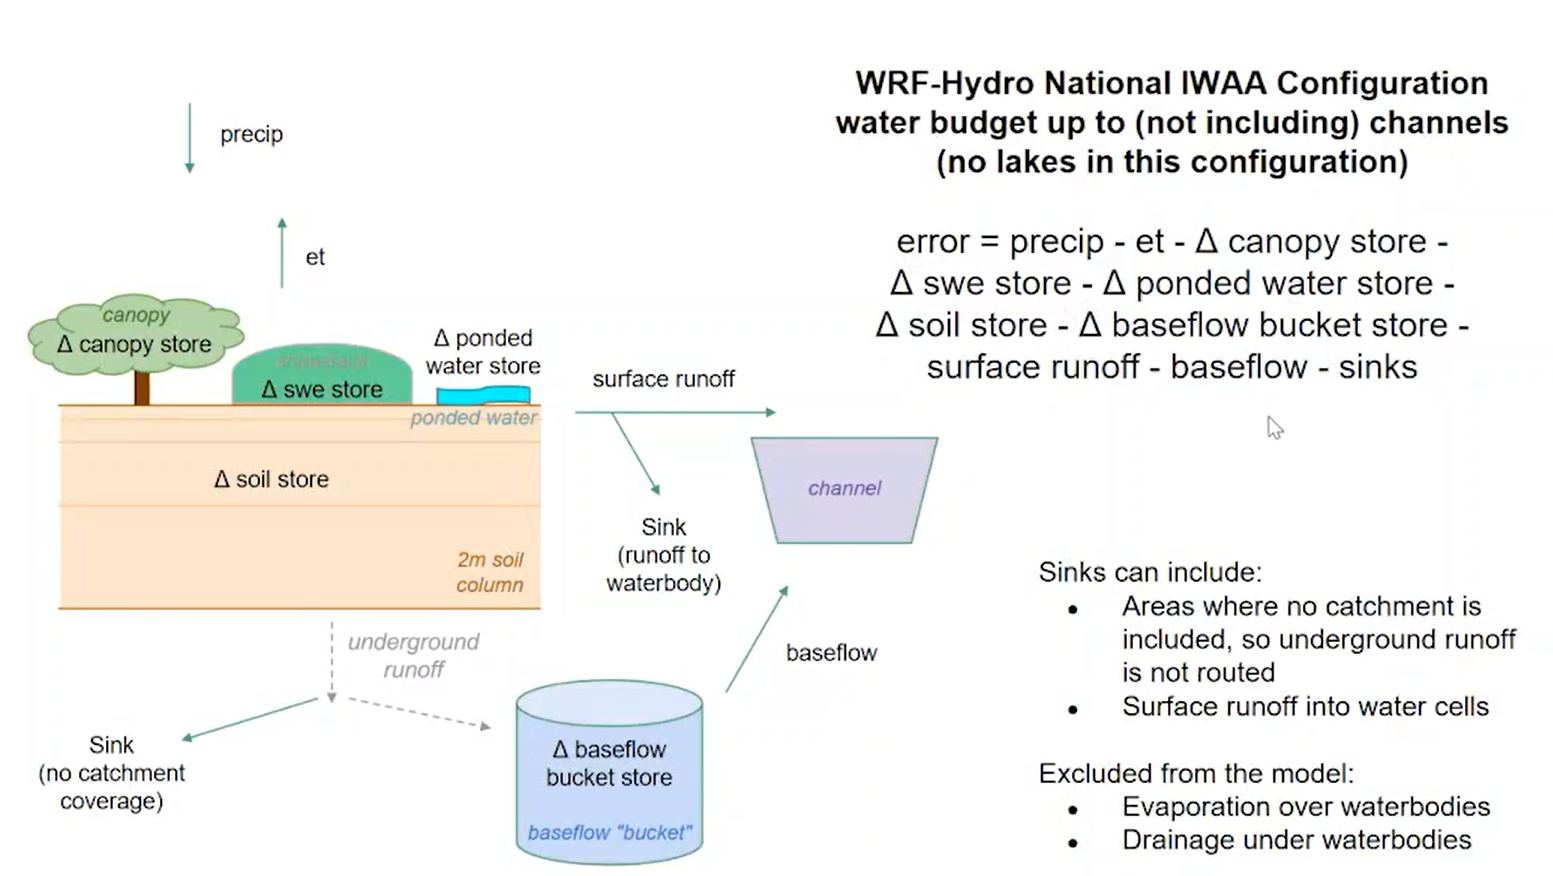 WRF-Hydro National IWAA Configuration
water budget up to (not including) channels
(no lakes in this configuration)
error = precip - et - Δ canopy store -
Δ swe store - Δ ponded water store -
Δ soil store - Δ baseflow bucket store -
surface runoff - baseflow - sinks
precip
et
canopy
Δ canopy store
snowpack
Δ swe store
Δ ponded
water store
ponded water
surface runoff
Δ soil store
2m soil
column
channel
Sink
(runoff to
waterbody)
underground
runoff
baseflow
Sink
(no catchment
coverage)
Δ baseflow
bucket store
baseflow "bucket"
Sinks can include:
• Areas where no catchment is
included, so underground runoff
is not routed
• Surface runoff into water cells
Excluded from the model:
• Evaporation over waterbodies
• Drainage under waterbodies